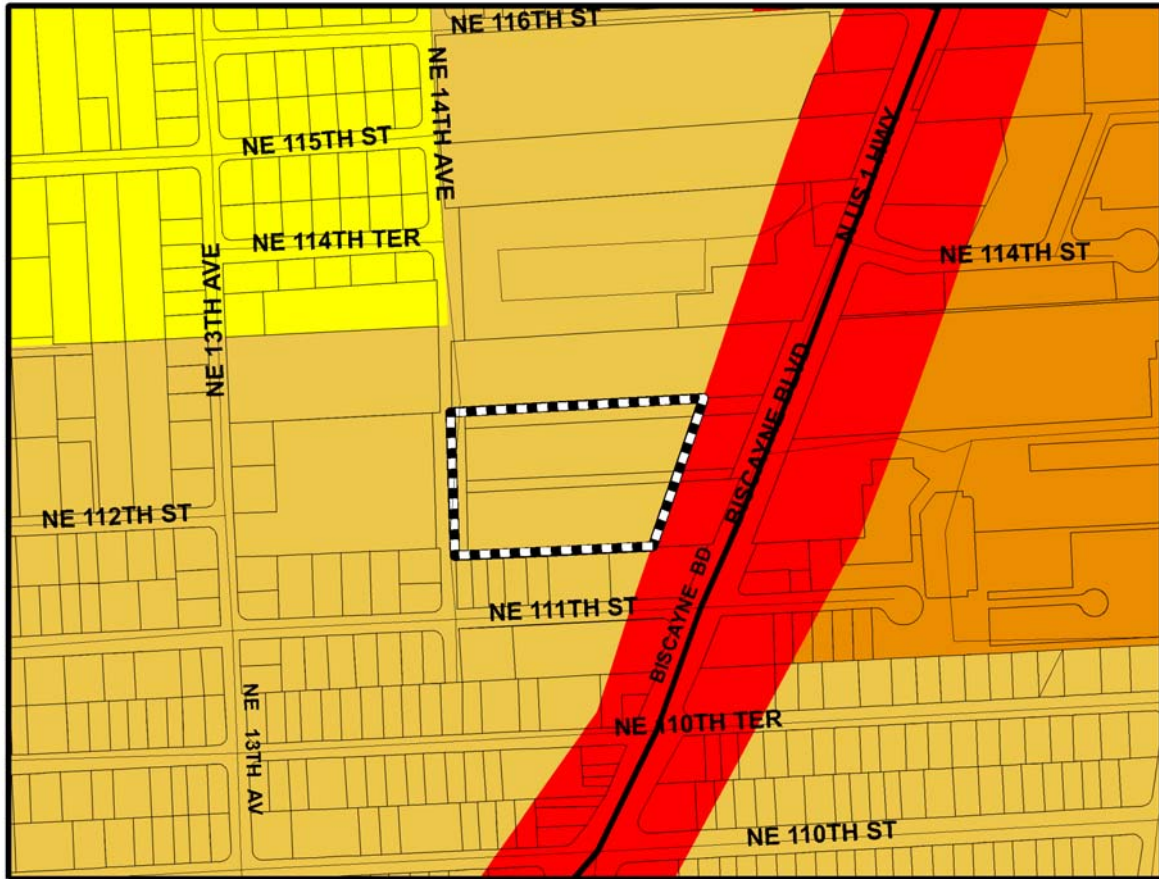 NE 116TH ST
NE 14TH AVE
NE 115TH ST
N US 1 HWY
NE 114TH TER
NE 114TH ST
NE 13TH AVE
BISCAYNE BLVD
NE 112TH ST
BISCAYNE BD
NE 111TH ST
NE 13TH AV
NE 110TH TER
NE 110TH ST